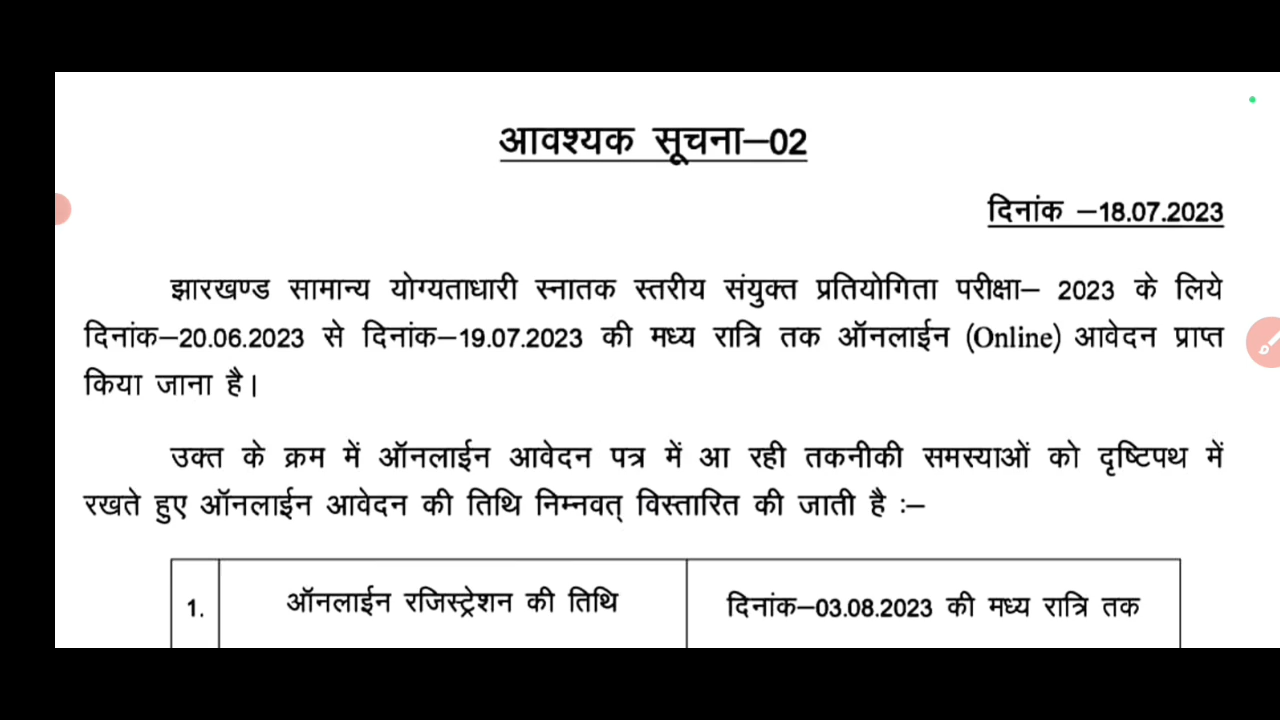 आवश्यक सूचना–02
दिनांक –18.07.2023
झारखण्ड सामान्य योग्यताधारी स्नातक स्तरीय संयुक्त प्रतियोगिता परीक्षा– 2023 के लिये
दिनांक–20.06.2023 से दिनांक–19.07.2023 की मध्य रात्रि तक ऑनलाईन (Online) आवेदन प्राप्त
किया जाना है।
उक्त के क्रम में ऑनलाईन आवेदन पत्र में आ रही तकनीकी समस्याओं को दृष्टिपथ में
रखते हुए ऑनलाईन आवेदन की तिथि निम्नवत् विस्तारित की जाती है :–
1. ऑनलाईन रजिस्ट्रेशन की तिथि दिनांक–03.08.2023 की मध्य रात्रि तक